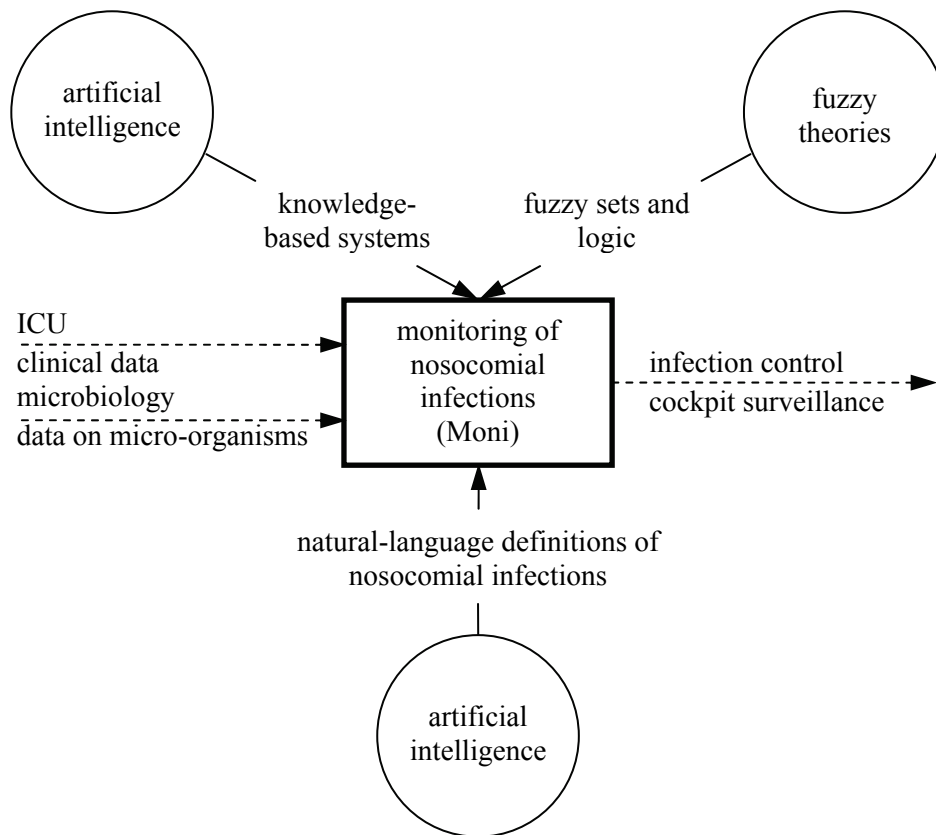 artificial
intelligence
fuzzy
theories
knowledge-
based systems
fuzzy sets and
logic
ICU
clinical data
microbiology
data on micro-organisms
monitoring of
nosocomial
infections
(Moni)
infection control
cockpit surveillance
natural-language definitions of
nosocomial infections
artificial
intelligence